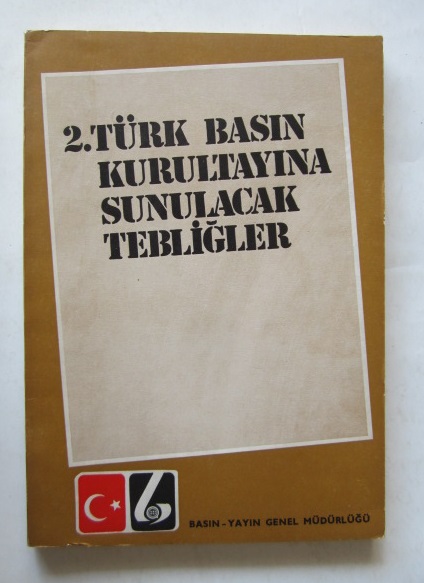 2.TÜRK BASIN
KURULTAYINA
SUNULACAK
TEBLİĞLER
BASIN-YAYIN GENEL MÜDÜRLÜĞÜ